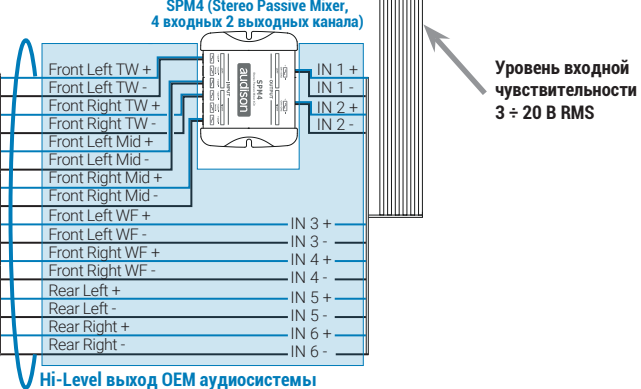 SPM4 (Stereo Passive Mixer,
4 входных 2 выходных канала)
Front Left TW + IN 1 +
Front Left TW - IN 1 -
Front Right TW + IN 2 +
Front Right TW - IN 2 -
Front Left Mid +
Front Left Mid -
Front Right Mid +
Front Right Mid -
Front Left WF + IN 3 +
Front Left WF - IN 3 -
Front Right WF + IN 4 +
Front Right WF - IN 4 -
Rear Left + IN 5 +
Rear Left - IN 5 -
Rear Right + IN 6 +
Rear Right - IN 6 -
INPUT
audison
SPM4
OUTPUT
Уровень входной
чувствительности
3 ÷ 20 В RMS
Hi-Level выход OEM аудиосистемы